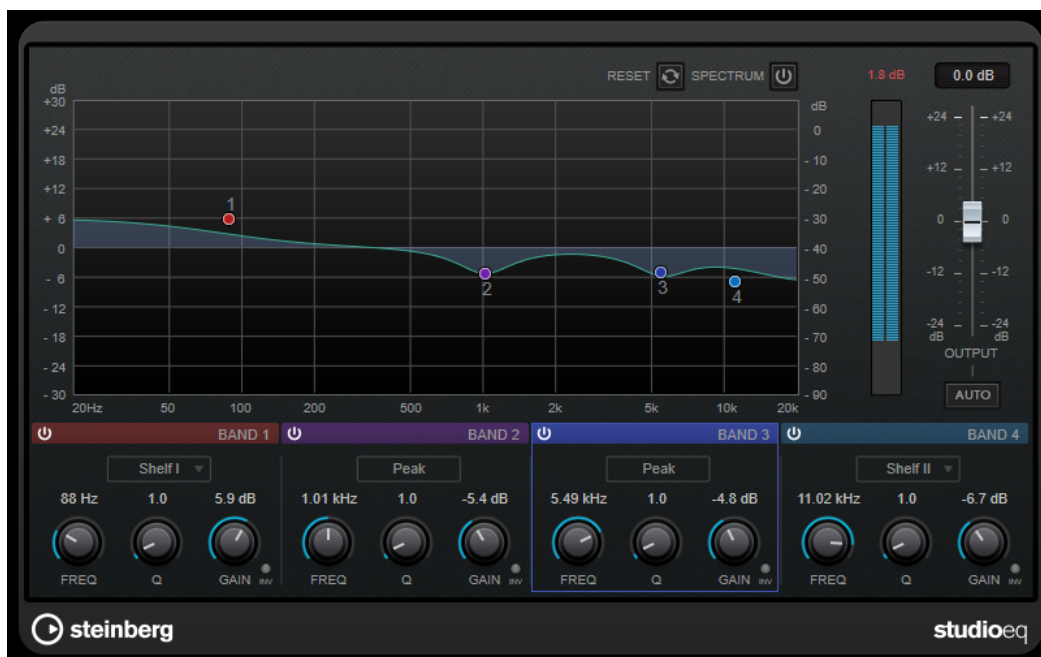 RESET SPECTRUM 1.8 dB 0.0 dB
dB
+30
+24
+18
+12
+ 6
0
- 6
- 12
- 18
- 24
- 30
dB
0
- 10
- 20
- 30
- 40
- 50
- 60
- 70
- 80
- 90
1
2
3
4
20Hz 50 100 200 500 1k 2k 5k 10k 20k
+24 +24
+12 +12
0 0
-12 -12
-24 -24
dB dB
OUTPUT
AUTO
BAND 1 BAND 2 BAND 3 BAND 4
Shelf I Peak Peak Shelf II
88 Hz 1.0 5.9 dB 1.01 kHz 1.0 -5.4 dB 5.49 kHz 1.0 -4.8 dB 11.02 kHz 1.0 -6.7 dB
FREQ Q GAIN INV FREQ Q GAIN INV FREQ Q GAIN INV FREQ Q GAIN INV
steinberg studioeq